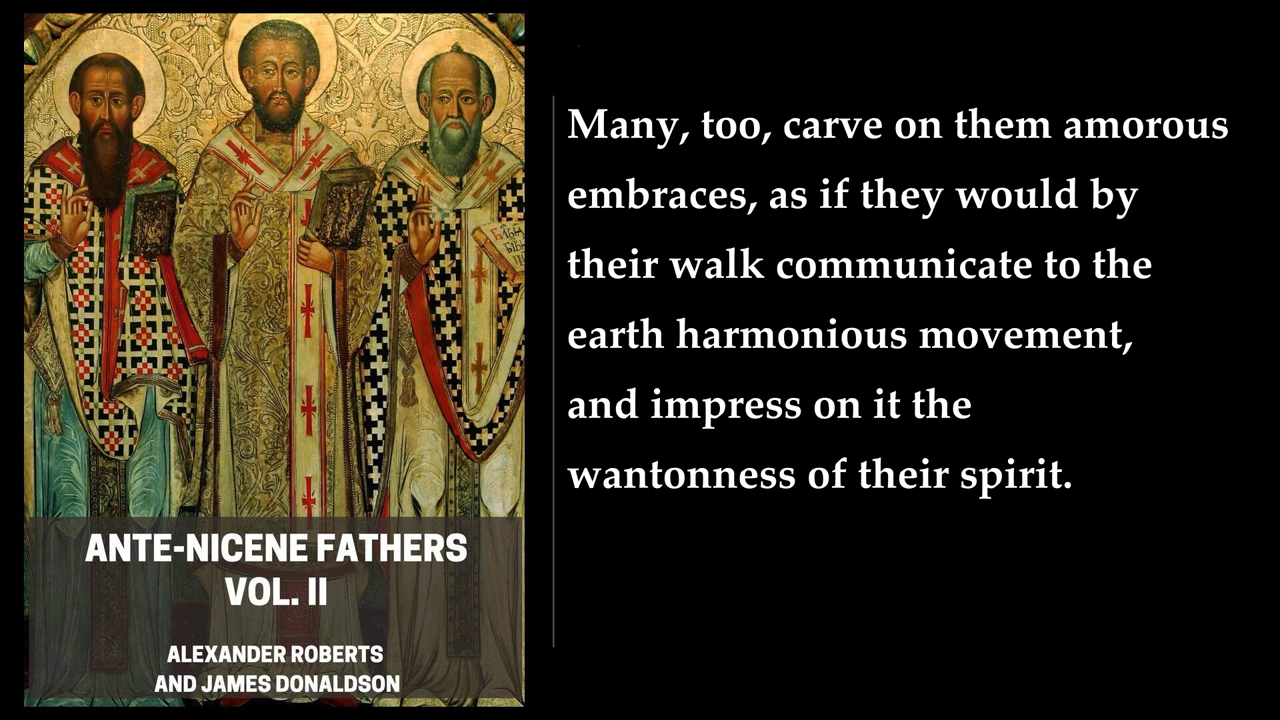 Many, too, carve on them amorous
embraces, as if they would by
their walk communicate to the
earth harmonious movement,
and impress on it the
wantonness of their spirit.
ANTE-NICENE FATHERS
VOL. II
ALEXANDER ROBERTS
AND JAMES DONALDSON